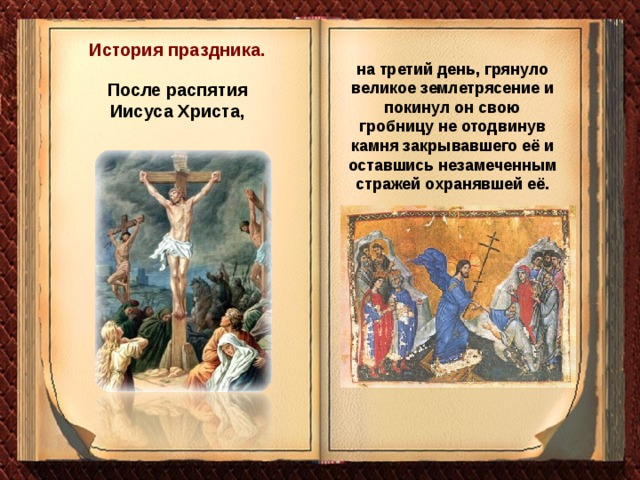 История праздника.
После распятия
Иисуса Христа,
на третий день, грянуло
великое землетрясение и
покинул он свою
гробницу не отодвинув
камня закрывавшего её и
оставшись незамеченным
стражей охранявшей её.